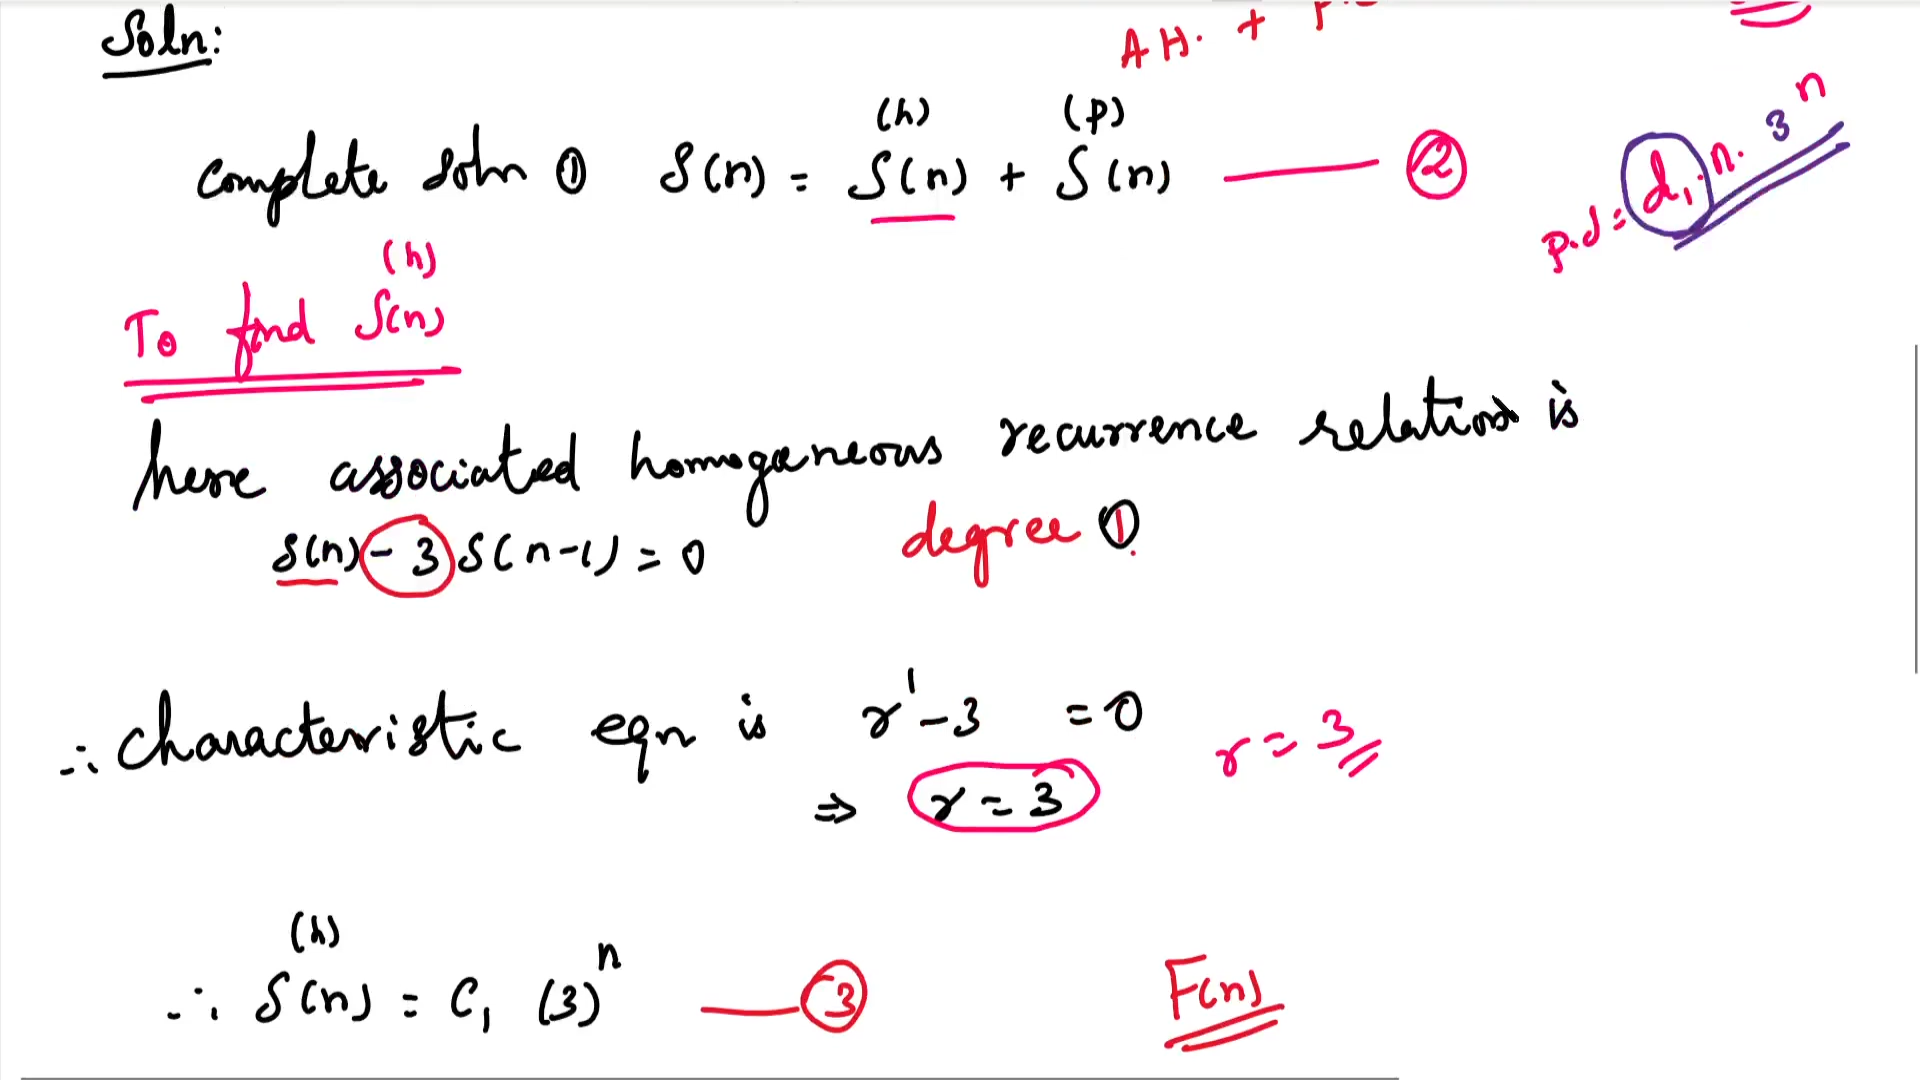 Soln:
A H. +
complete soln ① S(n) = S(n)^(h) + S(n)^(p) —— ②
p.s = d₁.n.3^n
To find S(n)^(h)
here associated homogeneous recurrence relation is
S(n) - 3 S(n-1) = 0 degree ①
∴ characteristic eqn is r^1 - 3 = 0 r = 3
⇒ r = 3
∴ S(n)^(h) = C₁ (3)^n —— ③ F(n)